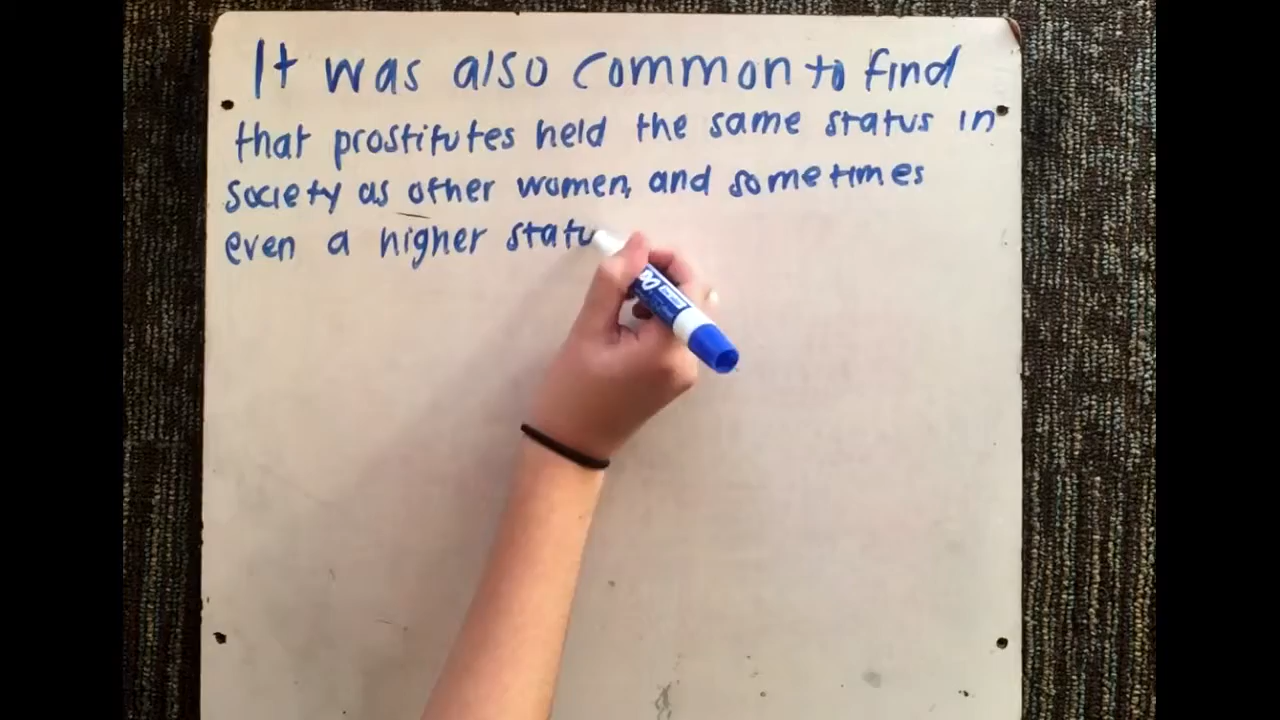 It was also common to find
that prostitutes held the same status in
society as other women, and sometimes
even a higher statu